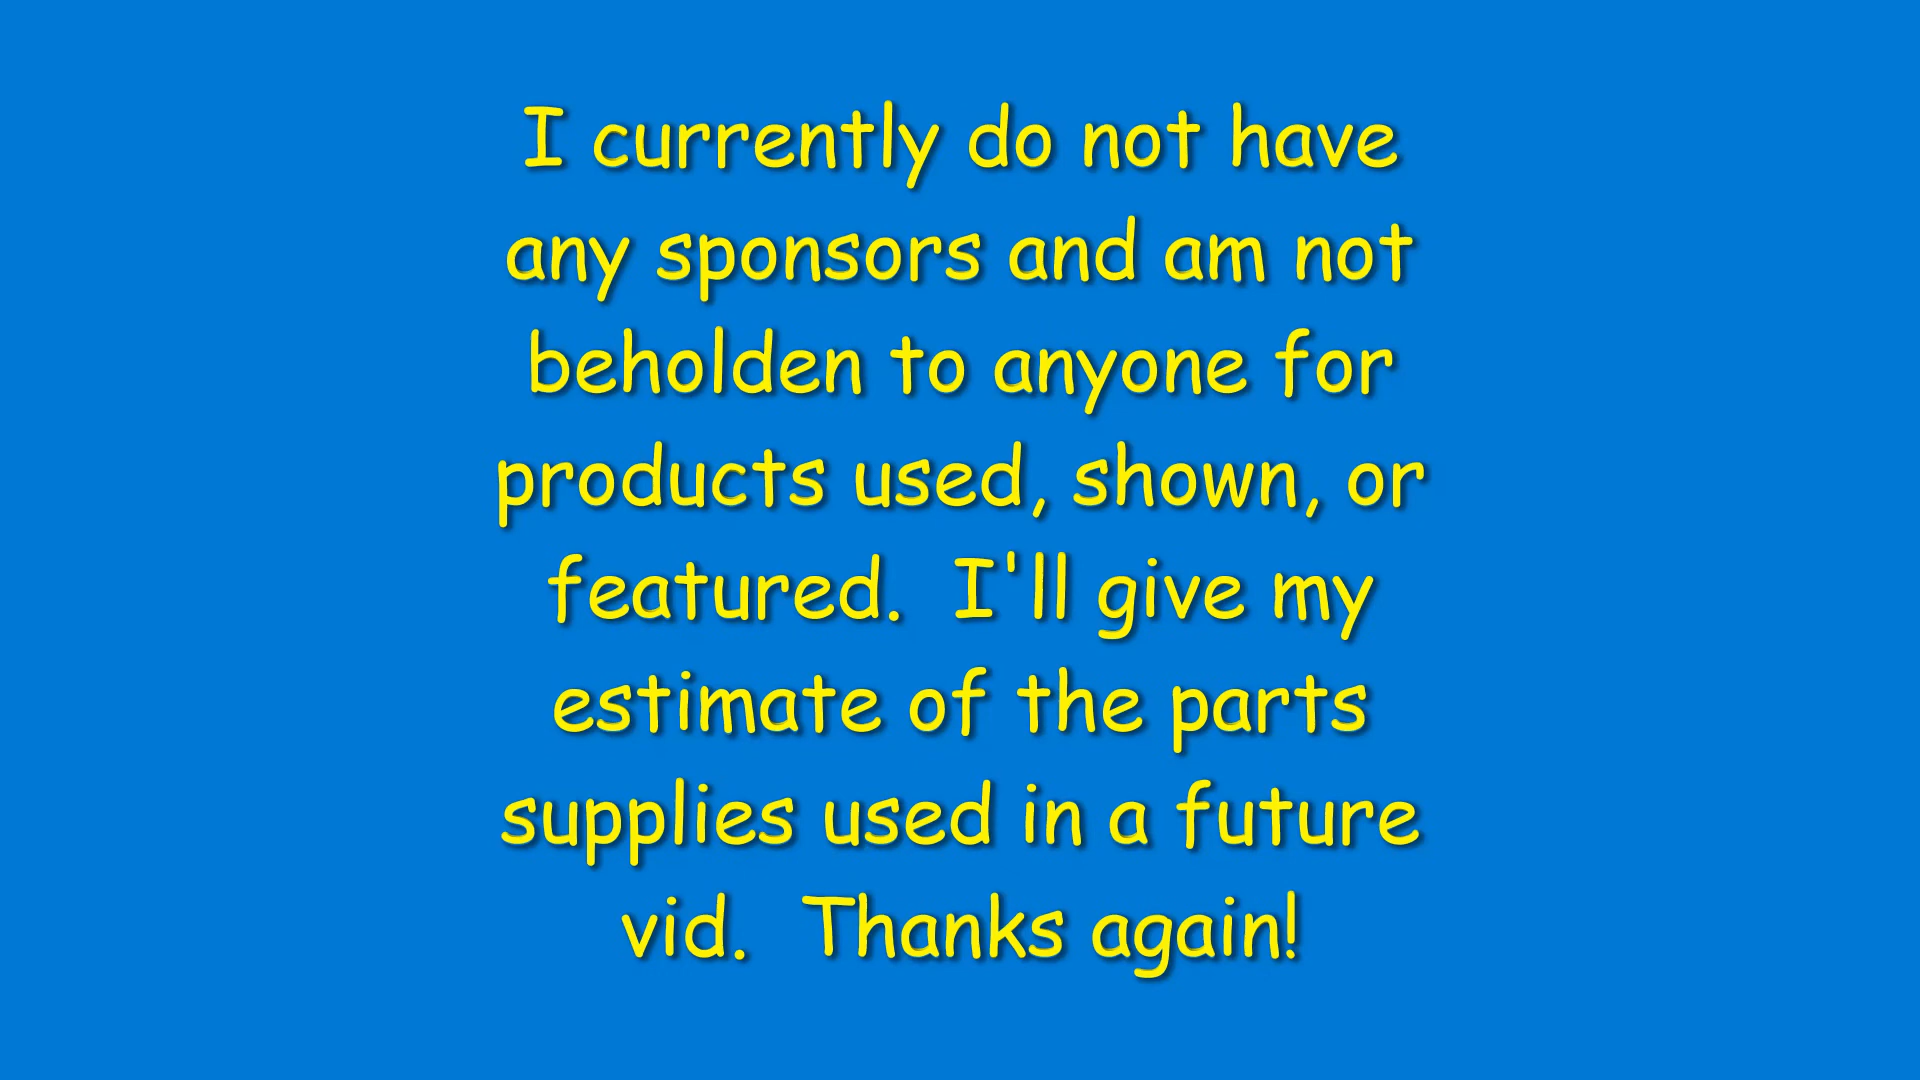 I currently do not have
any sponsors and am not
beholden to anyone for
products used, shown, or
featured.  I'll give my
estimate of the parts
supplies used in a future
vid.  Thanks again!